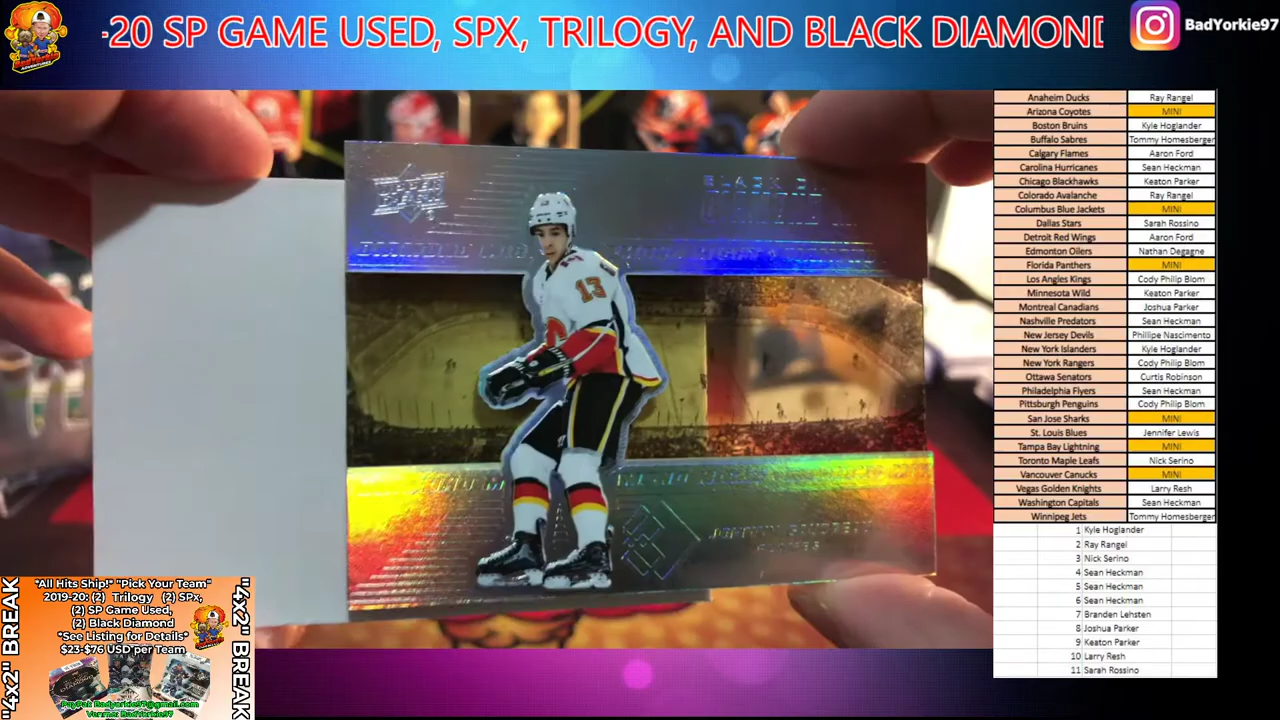 -20 SP GAME USED, SPX, TRILOGY, AND BLACK DIAMOND
BadYorkie97
Anaheim Ducks Ray Rangel
Arizona Coyotes MINI
Boston Bruins Kyle Hoglander
Buffalo Sabres Tommy Homesberger
Calgary Flames Aaron Ford
Carolina Hurricanes Sean Heckman
Chicago Blackhawks Keaton Parker
Colorado Avalanche Ray Rangel
Columbus Blue Jackets MINI
Dallas Stars Sarah Rossino
Detroit Red Wings Aaron Ford
Edmonton Oilers Nathan Degagne
Florida Panthers MINI
Los Angeles Kings Cody Philip Blom
Minnesota Wild Keaton Parker
Montreal Canadians Joshua Parker
Nashville Predators Sean Heckman
New Jersey Devils Phillipe Nascimento
New York Islanders Kyle Hoglander
New York Rangers Cody Philip Blom
Ottawa Senators Curtis Robinson
Philadelphia Flyers Sean Heckman
Pittsburgh Penguins Cody Philip Blom
San Jose Sharks MINI
St. Louis Blues Jennifer Lewis
Tampa Bay Lightning MINI
Toronto Maple Leafs Nick Serino
Vancouver Canucks MINI
Vegas Golden Knights Larry Resh
Washington Capitals Sean Heckman
Winnipeg Jets Tommy Homesberger
1 Kyle Hoglander
2 Ray Rangel
3 Nick Serino
4 Sean Heckman
5 Sean Heckman
6 Sean Heckman
7 Branden Lehsten
8 Joshua Parker
9 Keaton Parker
10 Larry Resh
11 Sarah Rossino
UPPER DECK
BLACK
13
FLAMES
"4x2" BREAK
"All Hits Ship!" "Pick Your Team"
2019-20: (2) Trilogy (2) SPx,
(2) SP Game Used,
(2) Black Diamond
"See Listing for Details"
$23-$76 USD per Team
PayPal: Badyorkie97@gmail.com
Venmo: BadYorkie97
"4x2" BREAK